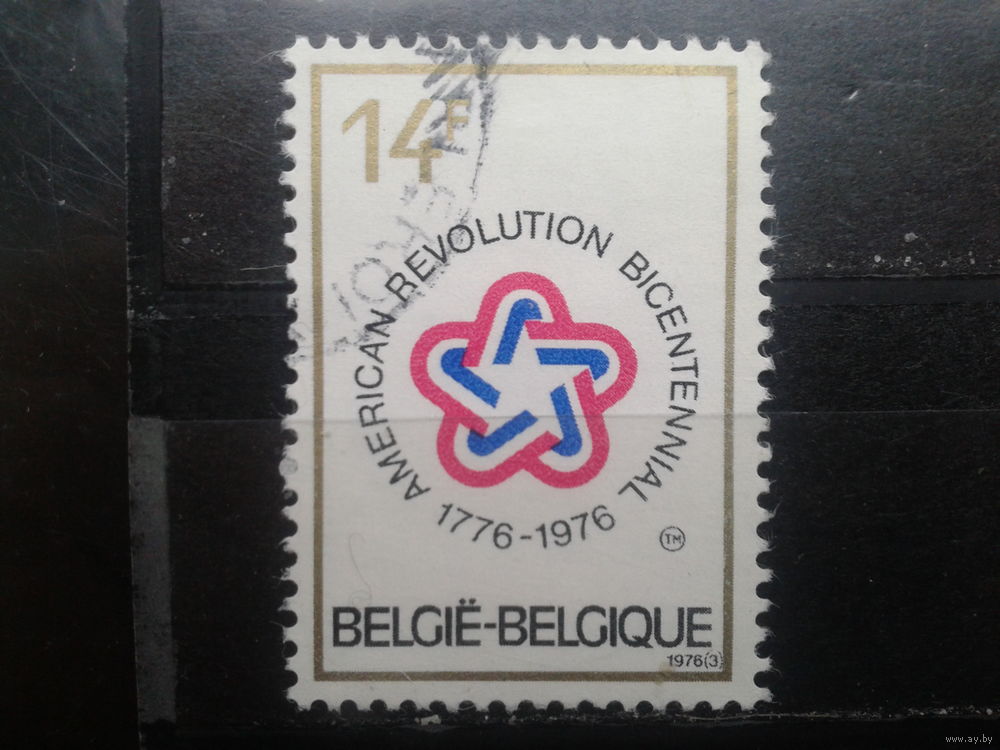 14F
AMERICAN REVOLUTION BICENTENNIAL
1776-1976
TM
BELGIË-BELGIQUE
1976(3)
www.ay.by